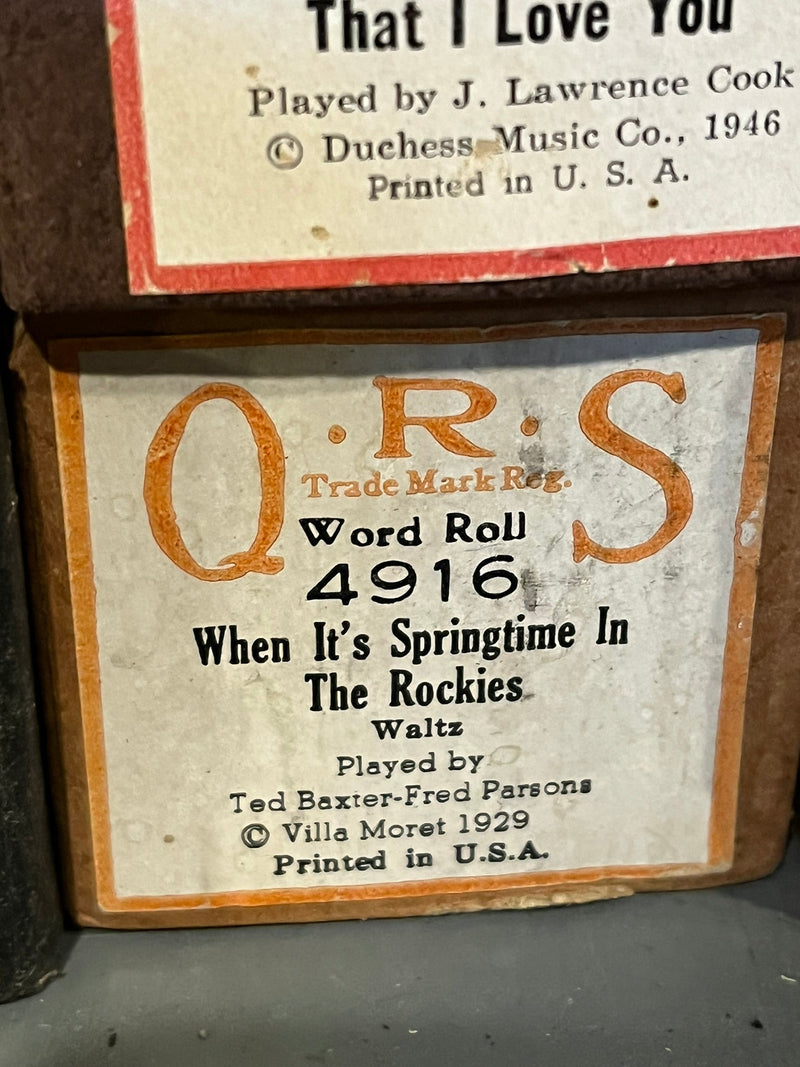 That I Love You
Played by J. Lawrence Cook
© Duchess Music Co., 1946
Printed in U. S. A.
Q·R·S
Trade Mark Reg.
Word Roll
4916
When It's Springtime In
The Rockies
Waltz
Played by
Ted Baxter-Fred Parsons
© Villa Moret 1929
Printed in U.S.A.